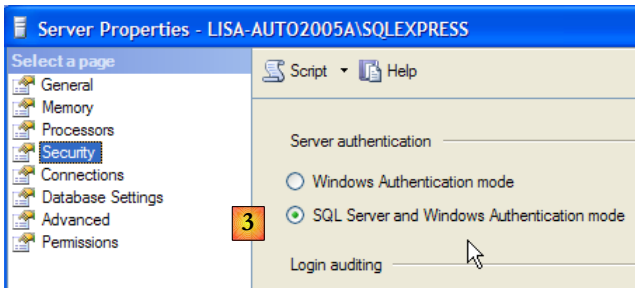 Server Properties - LISA-AUTO2005A\SQLEXPRESS
Select a page
General
Memory
Processors
Security
Connections
Database Settings
Advanced
Permissions
Script
Help
Server authentication
Windows Authentication mode
3
SQL Server and Windows Authentication mode
Login auditing